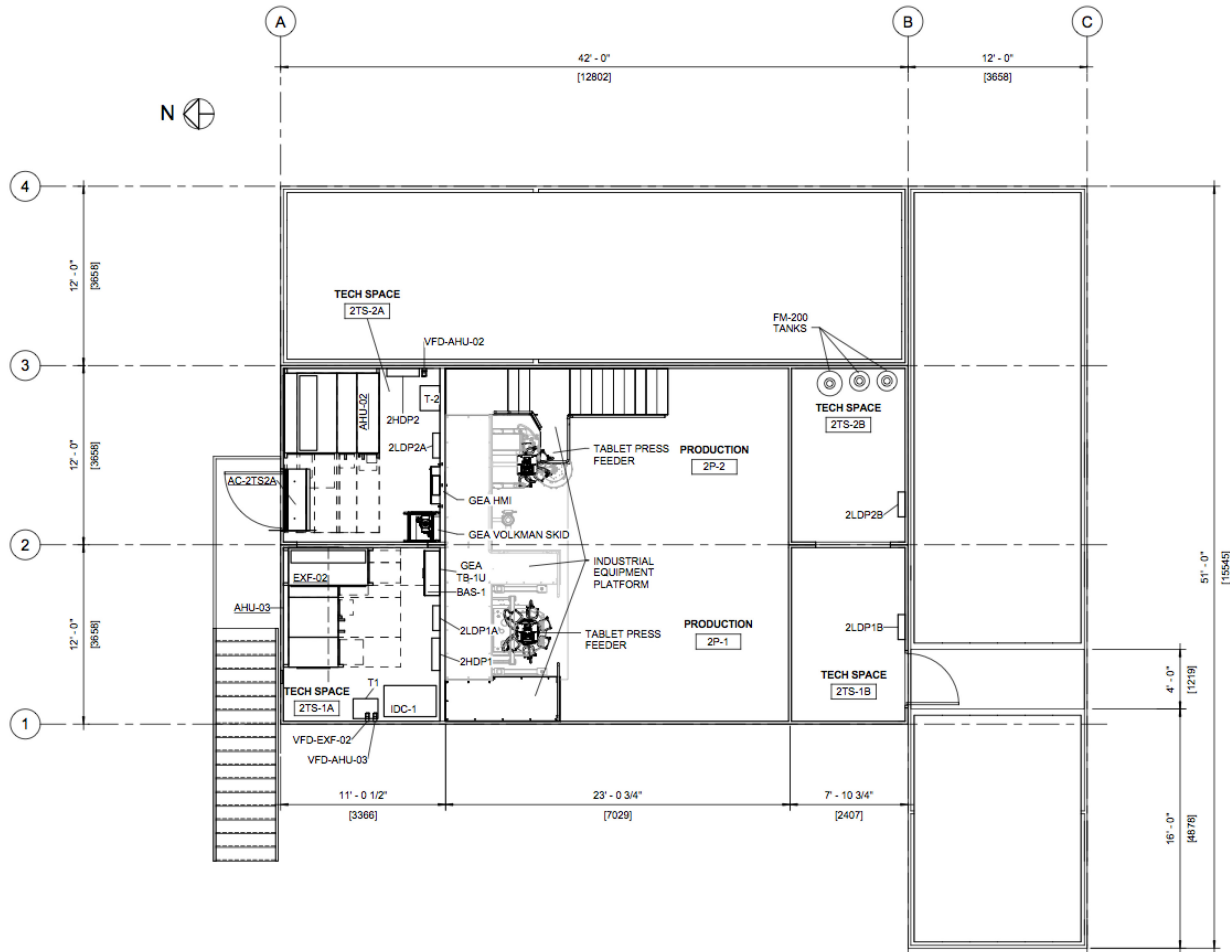 A
B
C
42' - 0"
[12802]
12' - 0"
[3658]
N
4
12' - 0"
[3658]
TECH SPACE
2TS-2A
FM-200
TANKS
VFD-AHU-02
3
AHU-02
T-2
2HDP2
TECH SPACE
2TS-2B
2LDP2A
TABLET PRESS
FEEDER
PRODUCTION
2P-2
12' - 0"
[3658]
AC-2TS2A
GEA HMI
2LDP2B
GEA VOLKMAN SKID
2
EXF-02
GEA
TB-1U
BAS-1
INDUSTRIAL
EQUIPMENT
PLATFORM
51' - 0"
[15545]
AHU-03
2LDP1A
TABLET PRESS
FEEDER
PRODUCTION
2P-1
2LDP1B
12' - 0"
[3658]
2HDP1
TECH SPACE
2TS-1A
T1
IDC-1
TECH SPACE
2TS-1B
4' - 0"
[1219]
1
VFD-EXF-02
VFD-AHU-03
11' - 0 1/2"
[3366]
23' - 0 3/4"
[7029]
7' - 10 3/4"
[2407]
16' - 0"
[4878]